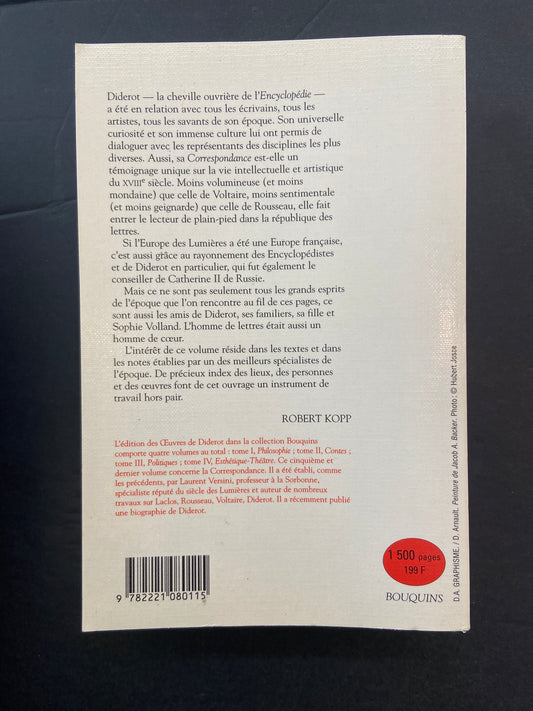 Diderot — la cheville ouvrière de l'Encyclopédie —
a été en relation avec tous les écrivains, tous les
artistes, tous les savants de son époque. Son universelle
curiosité et son immense culture lui ont permis de
dialoguer avec les représentants des disciplines les plus
diverses. Aussi, sa Correspondance est-elle un
témoignage unique sur la vie intellectuelle et artistique
du XVIIIe siècle. Moins volumineuse (et moins
mondaine) que celle de Voltaire, moins sentimentale
(et moins geignarde) que celle de Rousseau, elle fait
entrer le lecteur de plain-pied dans la république des
lettres.
Si l'Europe des Lumières a été une Europe française,
c'est aussi grâce au rayonnement des Encyclopédistes
et de Diderot en particulier, qui fut également le
conseiller de Catherine II de Russie.
Mais ce ne sont pas seulement tous les grands esprits
de l'époque que l'on rencontre au fil de ces pages, ce
sont aussi les amis de Diderot, ses familiers, sa fille et
Sophie Volland. L'homme de lettres était aussi un
homme de cœur.
L'intérêt de ce volume réside dans les textes et dans
les notes établies par un des meilleurs spécialistes de
l'époque. De précieux index des lieux, des personnes
et des œuvres font de cet ouvrage un instrument de
travail hors pair.
ROBERT KOPP
L'édition des Œuvres de Diderot dans la collection Bouquins
comporte quatre volumes au total : tome I, Philosophie ; tome II, Contes ;
tome III, Politiques ; tome IV, Esthétique-Théâtre. Ce cinquième et
dernier volume concerne la Correspondance. Il a été établi, comme
les précédents, par Laurent Versini, professeur à la Sorbonne,
spécialiste réputé du siècle des Lumières et auteur de nombreux
travaux sur Laclos, Rousseau, Voltaire, Diderot. Il a récemment publié
une biographie de Diderot.
9 782221 080115
1 500 pages
199 F
BOUQUINS
D.A. GRAPHISME / D. Arnault. Peinture de Jacob A. Backer. Photo : © Hubert Josse